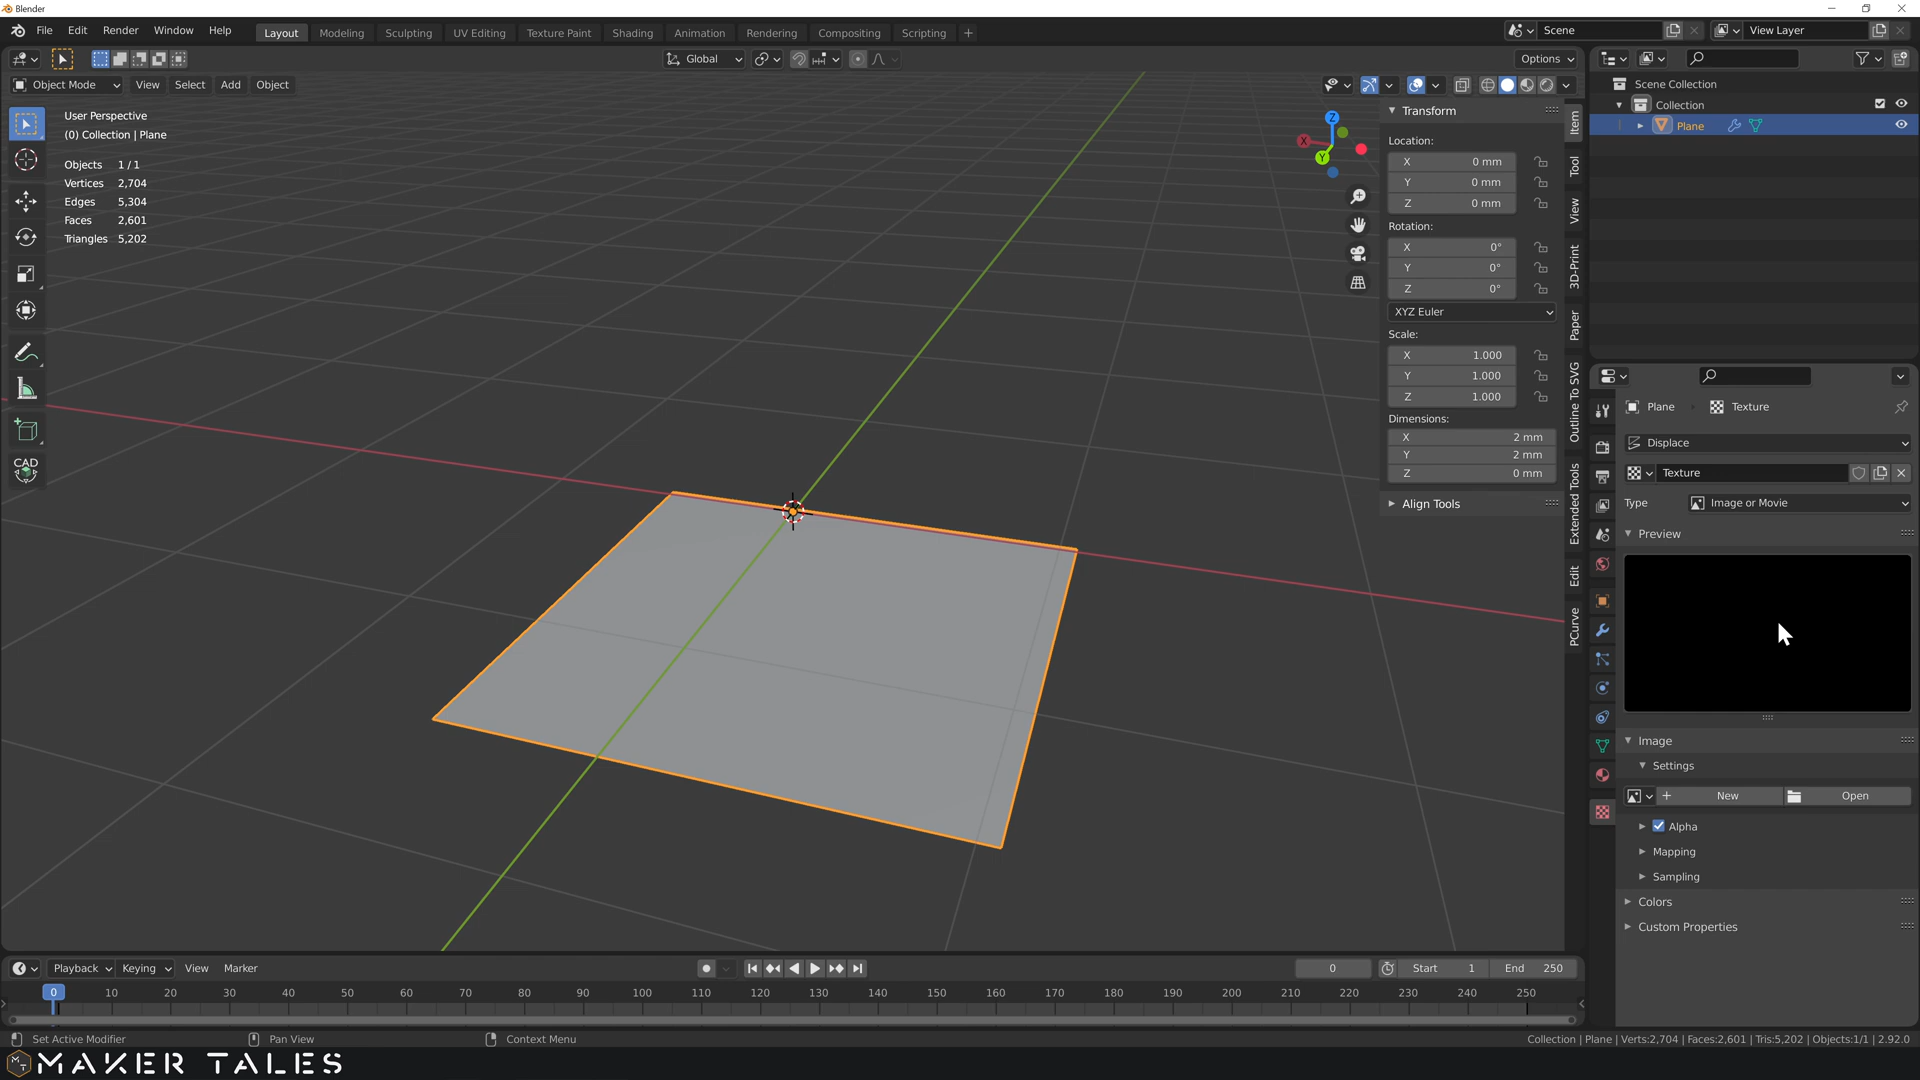 Blender
File Edit Render Window Help Layout Modeling Sculpting UV Editing Texture Paint Shading Animation Rendering Compositing Scripting + Scene View Layer
Global Options
Object Mode View Select Add Object
User Perspective
(0) Collection | Plane
Objects 1/1
Vertices 2,704
Edges 5,304
Faces 2,601
Triangles 5,202
CAD
Z
X
Y
Transform
Location:
X 0 mm
Y 0 mm
Z 0 mm
Rotation:
X 0°
Y 0°
Z 0°
XYZ Euler
Scale:
X 1.000
Y 1.000
Z 1.000
Dimensions:
X 2 mm
Y 2 mm
Z 0 mm
Align Tools
Item
Tool
View
3D-Print
Paper
Outline To SVG
Extended Tools
Edit
PCurve
Scene Collection
Collection
Plane
Plane Texture
Displace
Texture
Type Image or Movie
Preview
Image
Settings
+ New Open
Alpha
Mapping
Sampling
Colors
Custom Properties
Playback Keying View Marker 0 Start 1 End 250
0 10 20 30 40 50 60 70 80 90 100 110 120 130 140 150 160 170 180 190 200 210 220 230 240 250
Set Active Modifier Pan View Context Menu Collection | Plane | Verts:2,704 | Faces:2,601 | Tris:5,202 | Objects:1/1 | 2.92.0
MT MAKER TALES